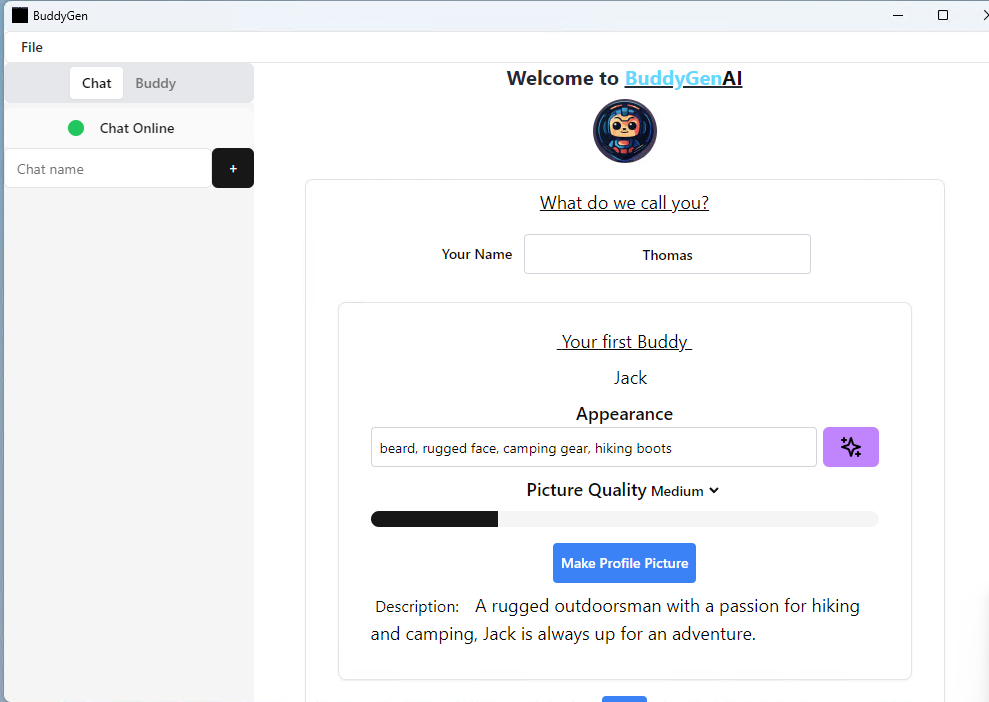 BuddyGen
File
Chat Buddy
Chat Online
Chat name +
Welcome to BuddyGenAI
What do we call you?
Your Name Thomas
Your first Buddy
Jack
Appearance
beard, rugged face, camping gear, hiking boots
Picture Quality Medium
Make Profile Picture
Description: A rugged outdoorsman with a passion for hiking
and camping, Jack is always up for an adventure.